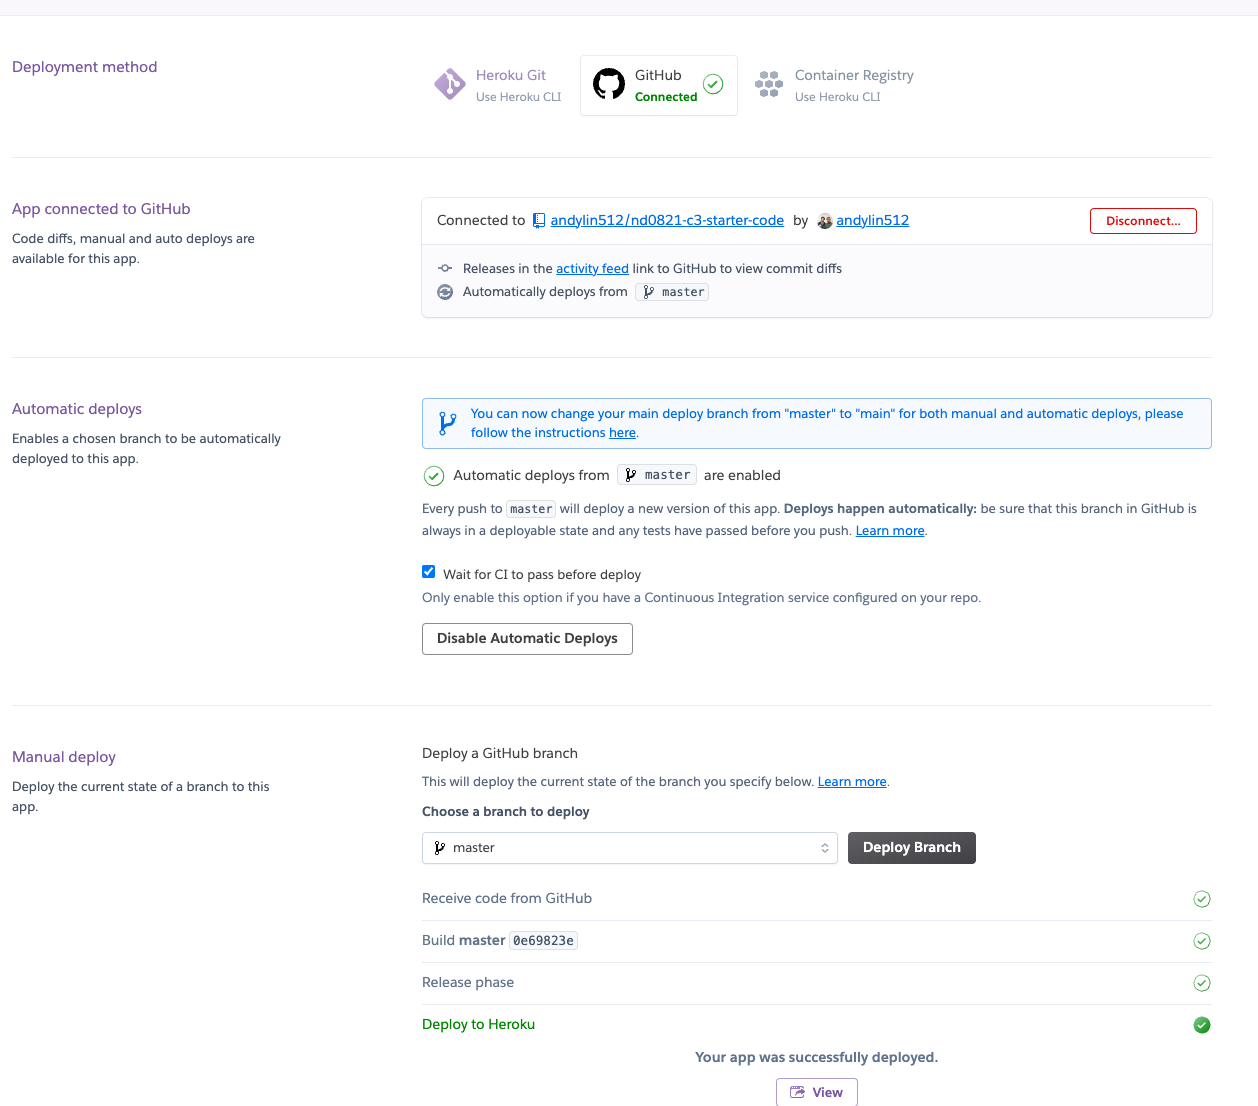 Deployment method
Heroku Git
Use Heroku CLI
GitHub
Connected
Container Registry
Use Heroku CLI
App connected to GitHub
Code diffs, manual and auto deploys are
available for this app.
Connected to andylin512/nd0821-c3-starter-code by andylin512
Disconnect...
Releases in the activity feed link to GitHub to view commit diffs
Automatically deploys from master
Automatic deploys
Enables a chosen branch to be automatically
deployed to this app.
You can now change your main deploy branch from "master" to "main" for both manual and automatic deploys, please
follow the instructions here.
Automatic deploys from master are enabled
Every push to master will deploy a new version of this app. Deploys happen automatically: be sure that this branch in GitHub is
always in a deployable state and any tests have passed before you push. Learn more.
Wait for CI to pass before deploy
Only enable this option if you have a Continuous Integration service configured on your repo.
Disable Automatic Deploys
Manual deploy
Deploy the current state of a branch to this
app.
Deploy a GitHub branch
This will deploy the current state of the branch you specify below. Learn more.
Choose a branch to deploy
master
Deploy Branch
Receive code from GitHub
Build master 0e69823e
Release phase
Deploy to Heroku
Your app was successfully deployed.
View